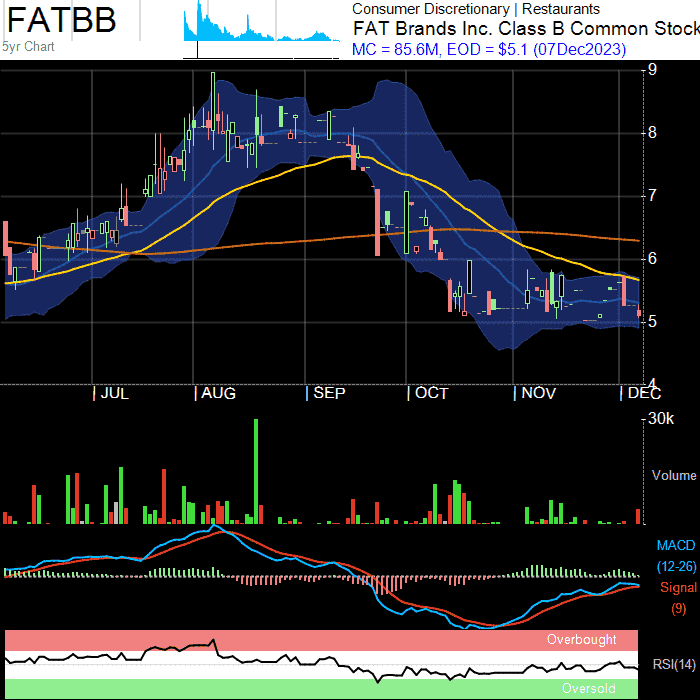 FATBB
5yr Chart
Consumer Discretionary | Restaurants
FAT Brands Inc. Class B Common Stock
MC = 85.6M, EOD = $5.1 (07Dec2023)
9
8
7
6
5
4
| JUL | AUG | SEP | OCT | NOV | DEC
30k
Volume
MACD
(12-26)
Signal
(9)
Overbought
RSI(14)
Oversold